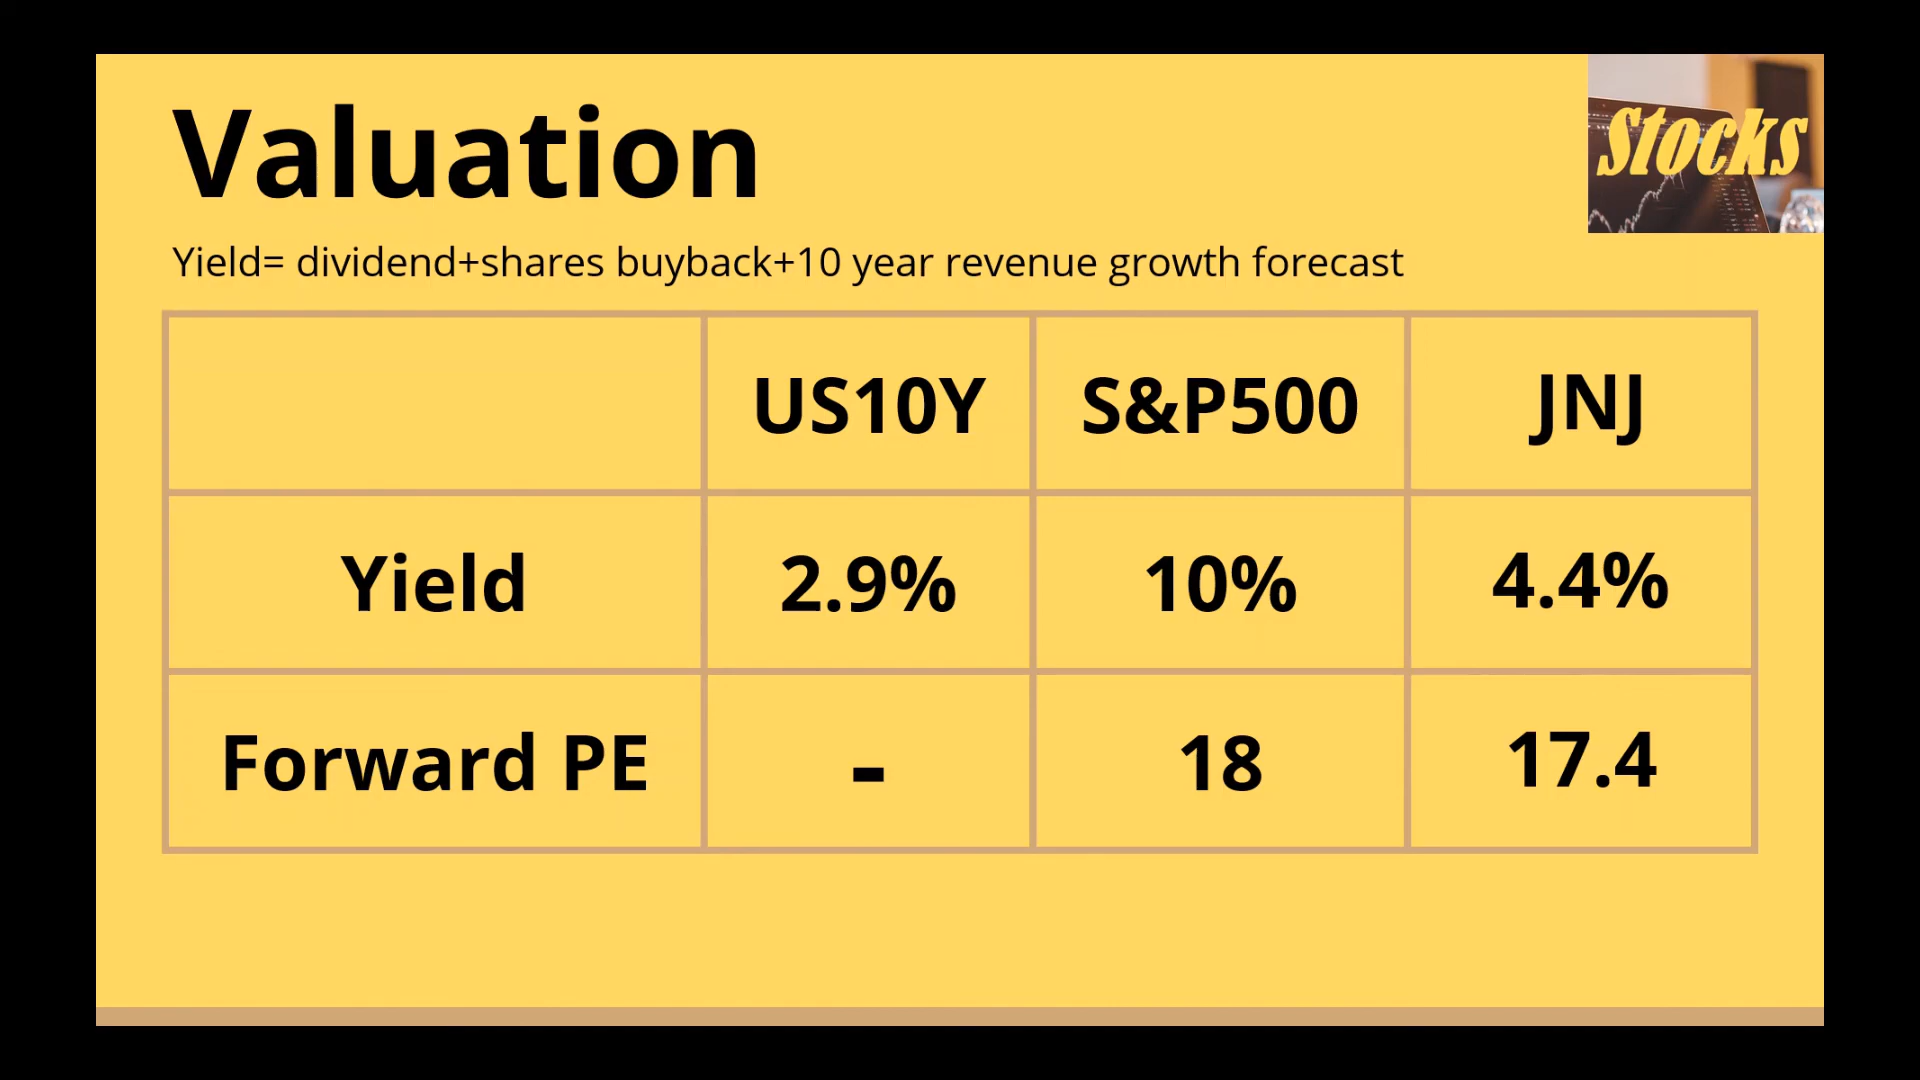 Valuation
Stocks
Yield= dividend+shares buyback+10 year revenue growth forecast
US10Y S&P500 JNJ
Yield 2.9% 10% 4.4%
Forward PE - 18 17.4